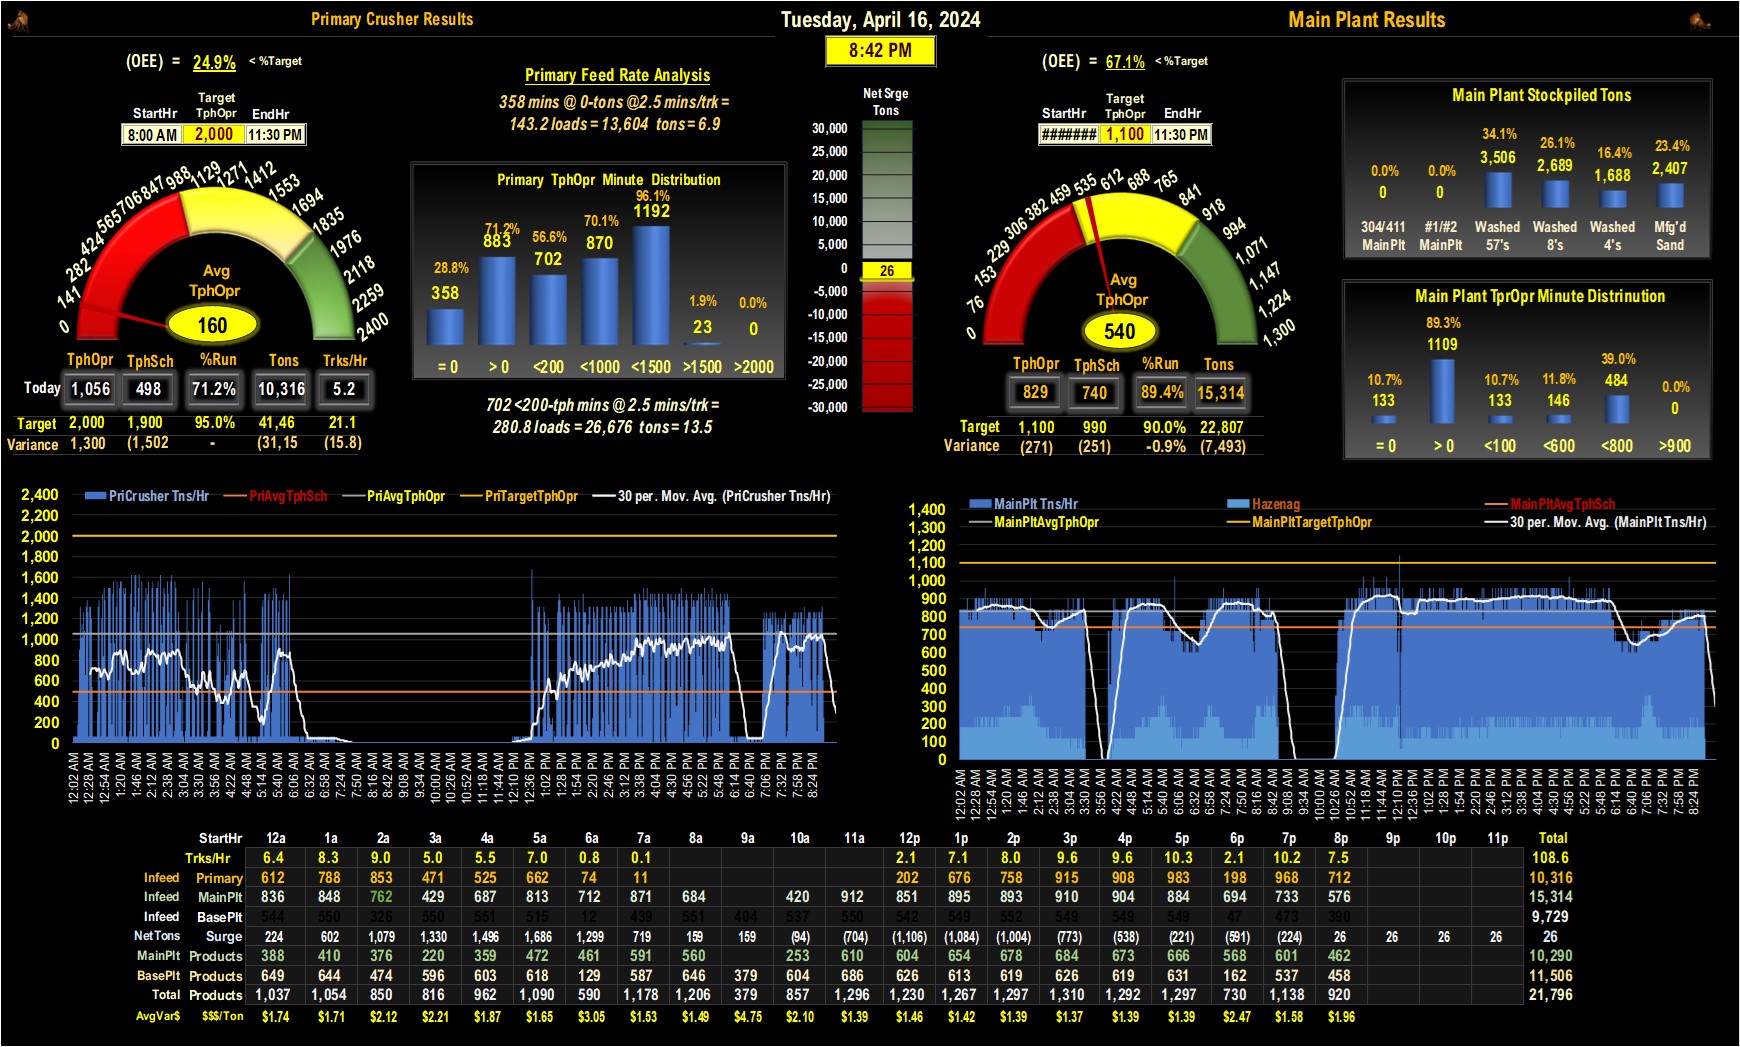 Primary Crusher Results
Tuesday, April 16, 2024
Main Plant Results
8:42 PM
(OEE) = 24.9% < %Target
Target
StartHr TphOpr EndHr
8:00 AM 2,000 11:30 PM
0 141 282 424 565 706 847 988 1129 1271 1412 1553 1694 1835 1976 2118 2259 2400
Avg
TphOpr
160
TphOpr TphSch %Run Tons Trks/Hr
Today 1,056 498 71.2% 10,316 5.2
Target 2,000 1,900 95.0% 41,46 21.1
Variance 1,300 (1,502 - (31,15 (15.8)
Primary Feed Rate Analysis
358 mins @ 0-tons @2.5 mins/trk =
143.2 loads = 13,604 tons = 6.9
Primary TphOpr Minute Distribution
28.8% 71.2% 56.6% 70.1% 96.1% 1.9% 0.0%
358 883 702 870 1192 23 0
= 0 > 0 <200 <1000 <1500 >1500 >2000
702 <200-tph mins @ 2.5 mins/trk =
280.8 loads = 26,676 tons = 13.5
Net Srge
Tons
30,000
25,000
20,000
15,000
10,000
5,000
0
26
-5,000
-10,000
-15,000
-20,000
-25,000
-30,000
(OEE) = 67.1% < %Target
Target
StartHr TphOpr EndHr
####### 1,100 11:30 PM
0 76 153 229 306 382 459 535 612 688 765 841 918 994 1,071 1,147 1,224 1,300
Avg
TphOpr
540
TphOpr TphSch %Run Tons
829 740 89.4% 15,314
Target 1,100 990 90.0% 22,807
Variance (271) (251) -0.9% (7,493)
Main Plant Stockpiled Tons
0.0% 0.0% 34.1% 26.1% 16.4% 23.4%
0 0 3,506 2,689 1,688 2,407
304/411 #1/#2 Washed Washed Washed Mfg'd
MainPlt MainPlt 57's 8's 4's Sand
Main Plant TprOpr Minute Distrinution
10.7% 89.3% 10.7% 11.8% 39.0% 0.0%
133 1109 133 146 484 0
= 0 > 0 <100 <600 <800 >900
PriCrusher Tns/Hr PriAvgTphSch PriAvgTphOpr PriTargetTphOpr 30 per. Mov. Avg. (PriCrusher Tns/Hr)
2,400
2,200
2,000
1,800
1,600
1,400
1,200
1,000
800
600
400
200
0
12:02 AM 12:28 AM 12:54 AM 1:20 AM 1:46 AM 2:12 AM 2:38 AM 3:04 AM 3:30 AM 3:56 AM 4:22 AM 4:48 AM 5:14 AM 5:40 AM 6:06 AM 6:32 AM 6:58 AM 7:24 AM 7:50 AM 8:16 AM 8:42 AM 9:08 AM 9:34 AM 10:00 AM 10:26 AM 10:52 AM 11:18 AM 11:44 AM 12:10 PM 12:36 PM 1:02 PM 1:28 PM 1:54 PM 2:20 PM 2:46 PM 3:12 PM 3:38 PM 4:04 PM 4:30 PM 4:56 PM 5:22 PM 5:48 PM 6:14 PM 6:40 PM 7:06 PM 7:32 PM 7:58 PM 8:24 PM
MainPlt Tns/Hr Hazenag MainPltAvgTphSch
MainPltAvgTphOpr MainPltTargetTphOpr 30 per. Mov. Avg. (MainPlt Tns/Hr)
1,400
1,300
1,200
1,100
1,000
900
800
700
600
500
400
300
200
100
0
12:02 AM 12:28 AM 12:54 AM 1:20 AM 1:46 AM 2:12 AM 2:38 AM 3:04 AM 3:30 AM 3:56 AM 4:22 AM 4:48 AM 5:14 AM 5:40 AM 6:06 AM 6:32 AM 6:58 AM 7:24 AM 7:50 AM 8:16 AM 8:42 AM 9:08 AM 9:34 AM 10:00 AM 10:26 AM 10:52 AM 11:18 AM 11:44 AM 12:10 PM 12:36 PM 1:02 PM 1:28 PM 1:54 PM 2:20 PM 2:46 PM 3:12 PM 3:38 PM 4:04 PM 4:30 PM 4:56 PM 5:22 PM 5:48 PM 6:14 PM 6:40 PM 7:06 PM 7:32 PM 7:58 PM 8:24 PM
StartHr 12a 1a 2a 3a 4a 5a 6a 7a 8a 9a 10a 11a 12p 1p 2p 3p 4p 5p 6p 7p 8p 9p 10p 11p Total
Trks/Hr 6.4 8.3 9.0 5.0 5.5 7.0 0.8 0.1 2.1 7.1 8.0 9.6 9.6 10.3 2.1 10.2 7.5 108.6
Infeed Primary 612 788 853 471 525 662 74 11 202 676 758 915 908 983 198 968 712 10,316
Infeed MainPlt 836 848 762 429 687 813 712 871 684 420 912 851 895 893 910 904 884 694 733 576 15,314
Infeed BasePlt 544 550 326 550 551 515 12 439 551 404 537 550 542 549 552 549 549 549 47 473 390 9,729
NetTons Surge 224 602 1,079 1,330 1,496 1,686 1,299 719 159 159 (94) (704) (1,106) (1,084) (1,004) (773) (538) (221) (591) (224) 26 26 26 26 26
MainPlt Products 388 410 376 220 359 472 461 591 560 253 610 604 654 678 684 673 666 568 601 462 10,290
BasePlt Products 649 644 474 596 603 618 129 587 646 379 604 686 626 613 619 626 619 631 162 537 458 11,506
Total Products 1,037 1,054 850 816 962 1,090 590 1,178 1,206 379 857 1,296 1,230 1,267 1,297 1,310 1,292 1,297 730 1,138 920 21,796
AvgVar$ $$$/Ton $1.74 $1.71 $2.12 $2.21 $1.87 $1.65 $3.05 $1.53 $1.49 $4.75 $2.10 $1.39 $1.46 $1.42 $1.39 $1.37 $1.39 $1.39 $2.47 $1.58 $1.96